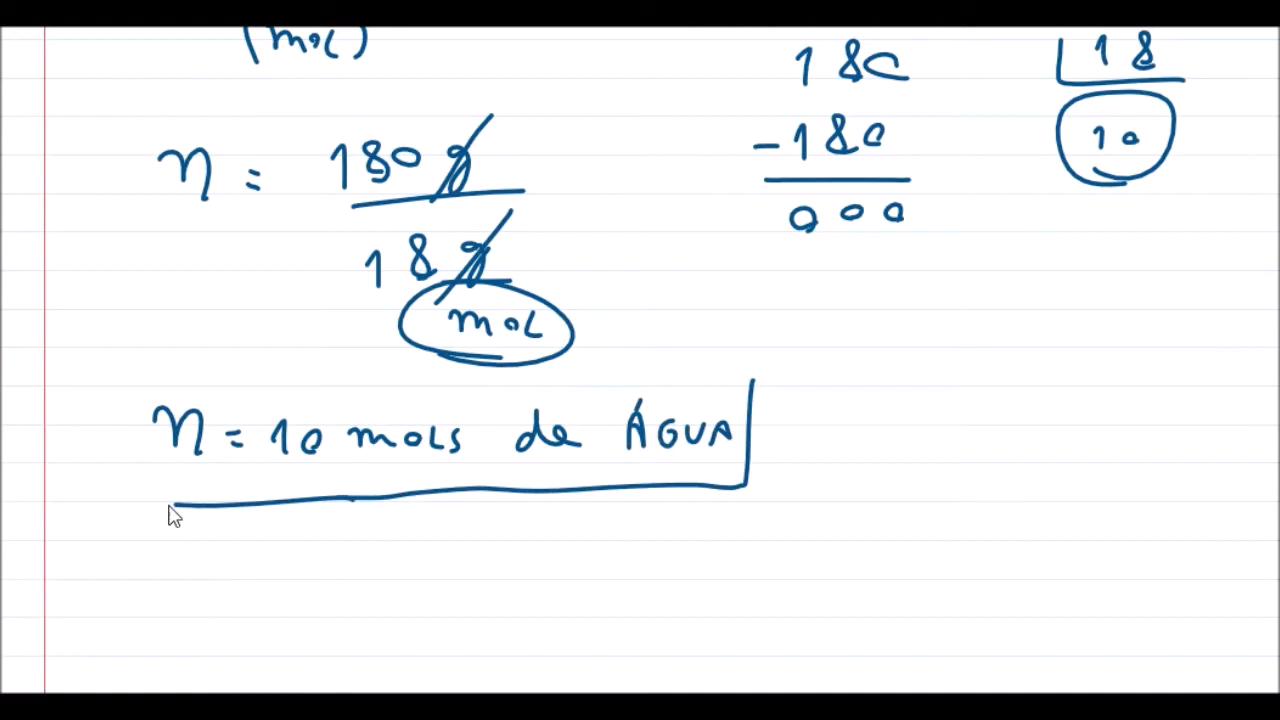 (mol)
n = 180 g
18 g
mol
n = 10 mols de ÁGUA
180 18
-180 10
000